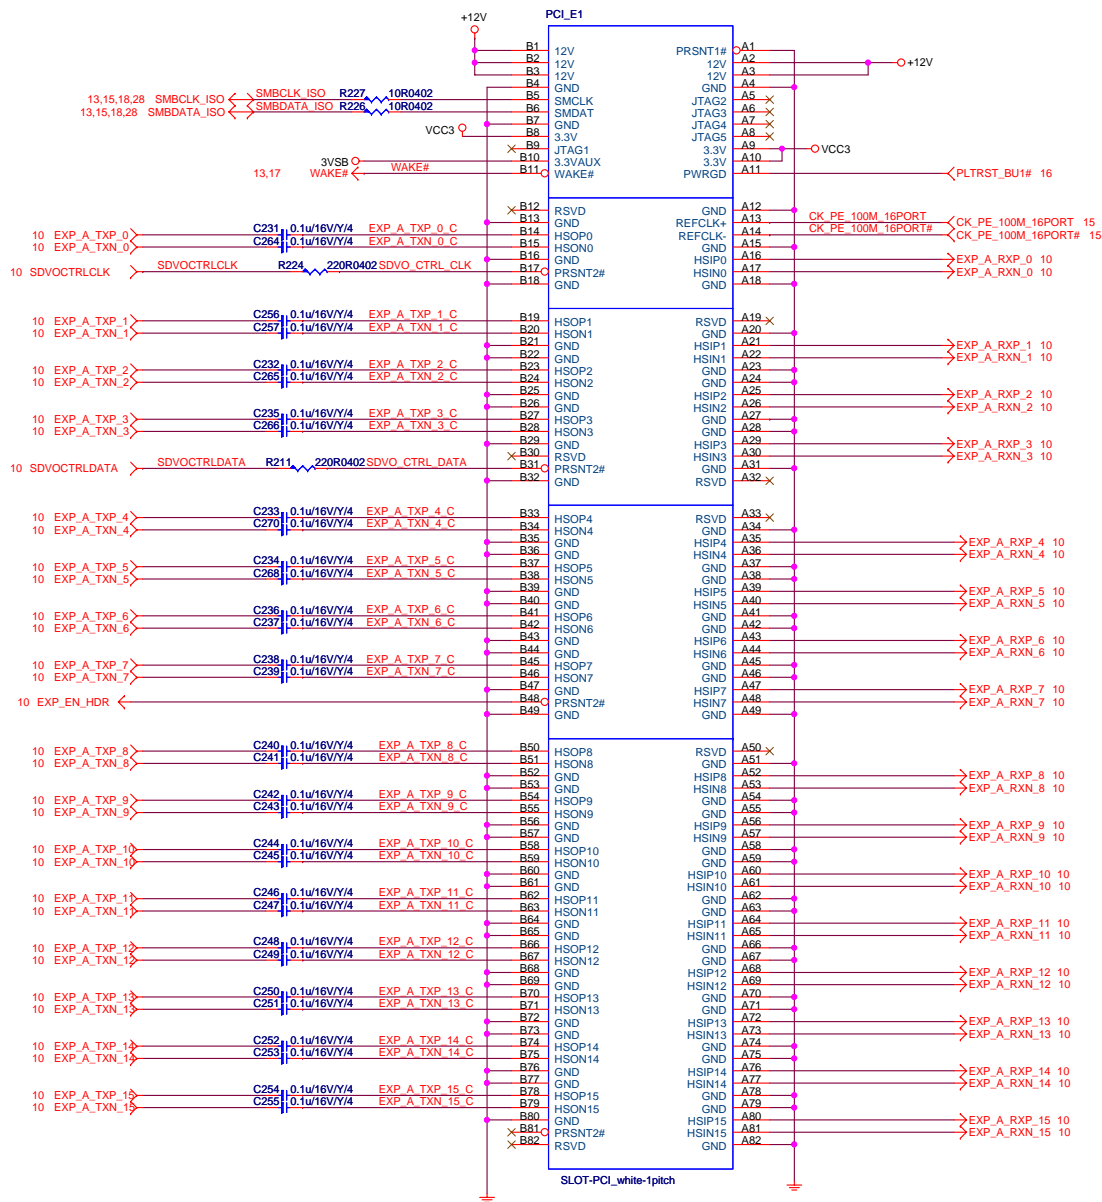 PCI_E1
+12V
B1 12V PRSNT1# A1
B2 12V 12V A2 +12V
B3 12V 12V A3
B4 GND GND A4
13,15,18,28 SMBCLK_ISO SMBCLK_ISO R227 10R0402 B5 SMCLK JTAG2 A5
13,15,18,28 SMBDATA_ISO SMBDATA_ISO R226 10R0402 B6 SMDAT JTAG3 A6
B7 GND JTAG4 A7
VCC3 B8 3.3V JTAG5 A8
B9 JTAG1 3.3V A9 VCC3
3VSB B10 3.3VAUX 3.3V A10
13,17 WAKE# WAKE# B11 WAKE# PWRGD A11 PLTRST_BU1# 16
B12 RSVD GND A12
B13 GND REFCLK+ A13 CK_PE_100M_16PORT CK_PE_100M_16PORT 15
10 EXP_A_TXP_0 C231 0.1u/16V/Y/4 EXP_A_TXP_0_C B14 HSOP0 REFCLK- A14 CK_PE_100M_16PORT# CK_PE_100M_16PORT# 15
10 EXP_A_TXN_0 C264 0.1u/16V/Y/4 EXP_A_TXN_0_C B15 HSON0 GND A15
B16 GND HSIP0 A16 EXP_A_RXP_0 10
10 SDVOCTRLCLK SDVOCTRLCLK R224 220R0402 SDVO_CTRL_CLK B17 PRSNT2# HSIN0 A17 EXP_A_RXN_0 10
B18 GND GND A18
10 EXP_A_TXP_1 C256 0.1u/16V/Y/4 EXP_A_TXP_1_C B19 HSOP1 RSVD A19
10 EXP_A_TXN_1 C257 0.1u/16V/Y/4 EXP_A_TXN_1_C B20 HSON1 GND A20
B21 GND HSIP1 A21 EXP_A_RXP_1 10
B22 GND HSIN1 A22 EXP_A_RXN_1 10
10 EXP_A_TXP_2 C232 0.1u/16V/Y/4 EXP_A_TXP_2_C B23 HSOP2 GND A23
10 EXP_A_TXN_2 C265 0.1u/16V/Y/4 EXP_A_TXN_2_C B24 HSON2 GND A24
B25 GND HSIP2 A25 EXP_A_RXP_2 10
B26 GND HSIN2 A26 EXP_A_RXN_2 10
10 EXP_A_TXP_3 C235 0.1u/16V/Y/4 EXP_A_TXP_3_C B27 HSOP3 GND A27
10 EXP_A_TXN_3 C266 0.1u/16V/Y/4 EXP_A_TXN_3_C B28 HSON3 GND A28
B29 GND HSIP3 A29 EXP_A_RXP_3 10
B30 RSVD HSIN3 A30 EXP_A_RXN_3 10
10 SDVOCTRLDATA SDVOCTRLDATA R211 220R0402 SDVO_CTRL_DATA B31 PRSNT2# GND A31
B32 GND RSVD A32
10 EXP_A_TXP_4 C233 0.1u/16V/Y/4 EXP_A_TXP_4_C B33 HSOP4 RSVD A33
10 EXP_A_TXN_4 C270 0.1u/16V/Y/4 EXP_A_TXN_4_C B34 HSON4 GND A34
B35 GND HSIP4 A35 EXP_A_RXP_4 10
B36 GND HSIN4 A36 EXP_A_RXN_4 10
10 EXP_A_TXP_5 C234 0.1u/16V/Y/4 EXP_A_TXP_5_C B37 HSOP5 GND A37
10 EXP_A_TXN_5 C268 0.1u/16V/Y/4 EXP_A_TXN_5_C B38 HSON5 GND A38
B39 GND HSIP5 A39 EXP_A_RXP_5 10
B40 GND HSIN5 A40 EXP_A_RXN_5 10
10 EXP_A_TXP_6 C236 0.1u/16V/Y/4 EXP_A_TXP_6_C B41 HSOP6 GND A41
10 EXP_A_TXN_6 C237 0.1u/16V/Y/4 EXP_A_TXN_6_C B42 HSON6 GND A42
B43 GND HSIP6 A43 EXP_A_RXP_6 10
B44 GND HSIN6 A44 EXP_A_RXN_6 10
10 EXP_A_TXP_7 C238 0.1u/16V/Y/4 EXP_A_TXP_7_C B45 HSOP7 GND A45
10 EXP_A_TXN_7 C239 0.1u/16V/Y/4 EXP_A_TXN_7_C B46 HSON7 GND A46
B47 GND HSIP7 A47 EXP_A_RXP_7 10
10 EXP_EN_HDR B48 PRSNT2# HSIN7 A48 EXP_A_RXN_7 10
B49 GND GND A49
10 EXP_A_TXP_8 C240 0.1u/16V/Y/4 EXP_A_TXP_8_C B50 HSOP8 RSVD A50
10 EXP_A_TXN_8 C241 0.1u/16V/Y/4 EXP_A_TXN_8_C B51 HSON8 GND A51
B52 GND HSIP8 A52 EXP_A_RXP_8 10
B53 GND HSIN8 A53 EXP_A_RXN_8 10
10 EXP_A_TXP_9 C242 0.1u/16V/Y/4 EXP_A_TXP_9_C B54 HSOP9 GND A54
10 EXP_A_TXN_9 C243 0.1u/16V/Y/4 EXP_A_TXN_9_C B55 HSON9 GND A55
B56 GND HSIP9 A56 EXP_A_RXP_9 10
B57 GND HSIN9 A57 EXP_A_RXN_9 10
10 EXP_A_TXP_10 C244 0.1u/16V/Y/4 EXP_A_TXP_10_C B58 HSOP10 GND A58
10 EXP_A_TXN_10 C245 0.1u/16V/Y/4 EXP_A_TXN_10_C B59 HSON10 GND A59
B60 GND HSIP10 A60 EXP_A_RXP_10 10
B61 GND HSIN10 A61 EXP_A_RXN_10 10
10 EXP_A_TXP_11 C246 0.1u/16V/Y/4 EXP_A_TXP_11_C B62 HSOP11 GND A62
10 EXP_A_TXN_11 C247 0.1u/16V/Y/4 EXP_A_TXN_11_C B63 HSON11 GND A63
B64 GND HSIP11 A64 EXP_A_RXP_11 10
B65 GND HSIN11 A65 EXP_A_RXN_11 10
10 EXP_A_TXP_12 C248 0.1u/16V/Y/4 EXP_A_TXP_12_C B66 HSOP12 GND A66
10 EXP_A_TXN_12 C249 0.1u/16V/Y/4 EXP_A_TXN_12_C B67 HSON12 GND A67
B68 GND HSIP12 A68 EXP_A_RXP_12 10
B69 GND HSIN12 A69 EXP_A_RXN_12 10
10 EXP_A_TXP_13 C250 0.1u/16V/Y/4 EXP_A_TXP_13_C B70 HSOP13 GND A70
10 EXP_A_TXN_13 C251 0.1u/16V/Y/4 EXP_A_TXN_13_C B71 HSON13 GND A71
B72 GND HSIP13 A72 EXP_A_RXP_13 10
B73 GND HSIN13 A73 EXP_A_RXN_13 10
10 EXP_A_TXP_14 C252 0.1u/16V/Y/4 EXP_A_TXP_14_C B74 HSOP14 GND A74
10 EXP_A_TXN_14 C253 0.1u/16V/Y/4 EXP_A_TXN_14_C B75 HSON14 GND A75
B76 GND HSIP14 A76 EXP_A_RXP_14 10
B77 GND HSIN14 A77 EXP_A_RXN_14 10
10 EXP_A_TXP_15 C254 0.1u/16V/Y/4 EXP_A_TXP_15_C B78 HSOP15 GND A78
10 EXP_A_TXN_15 C255 0.1u/16V/Y/4 EXP_A_TXN_15_C B79 HSON15 GND A79
B80 GND HSIP15 A80 EXP_A_RXP_15 10
B81 PRSNT2# HSIN15 A81 EXP_A_RXN_15 10
B82 RSVD GND A82
SLOT-PCI_white-1pitch